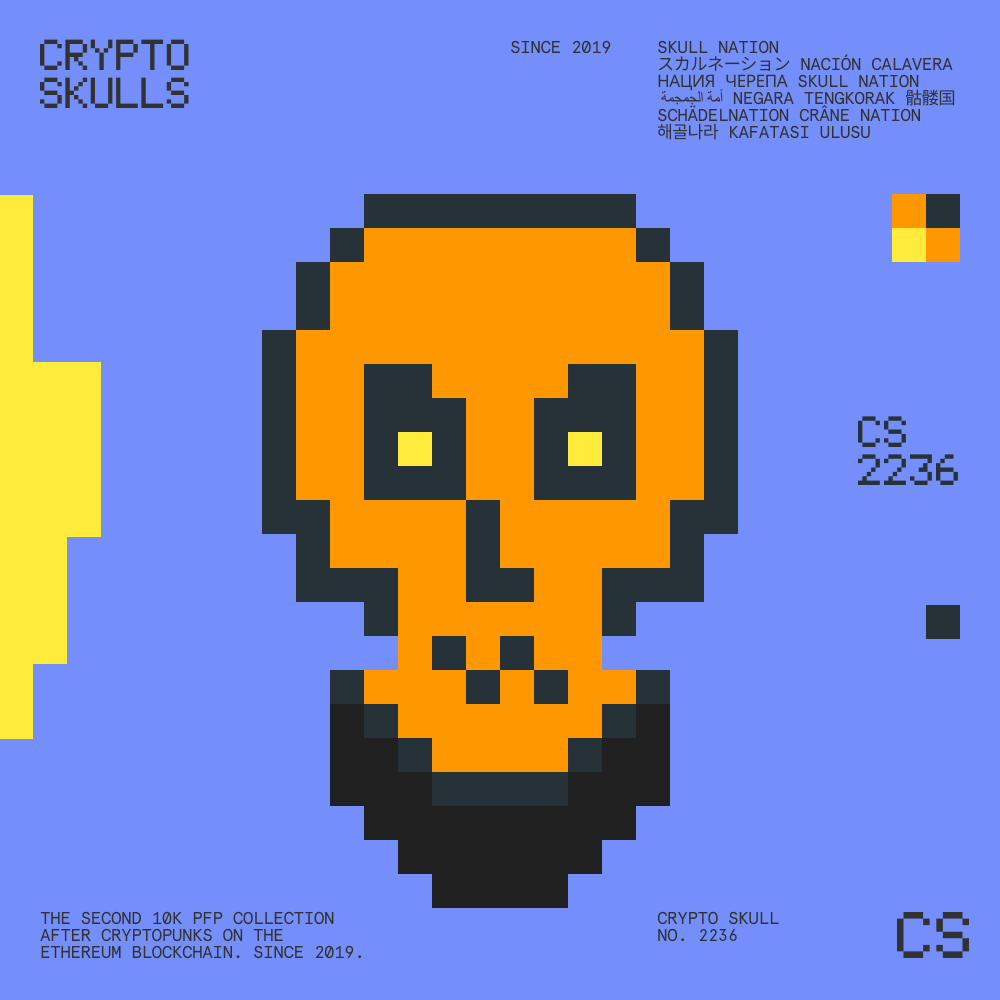 CRYPTO
SKULLS
SINCE 2019
SKULL NATION
スカルネーション NACIÓN CALAVERA
НАЦИЯ ЧЕРЕПА SKULL NATION
أمة الجمجمة NEGARA TENGKORAK 骷髅国
SCHÄDELNATION CRÂNE NATION
해골나라 KAFATASI ULUSU
CS
2236
THE SECOND 10K PFP COLLECTION
AFTER CRYPTOPUNKS ON THE
ETHEREUM BLOCKCHAIN. SINCE 2019.
CRYPTO SKULL
NO. 2236
CS